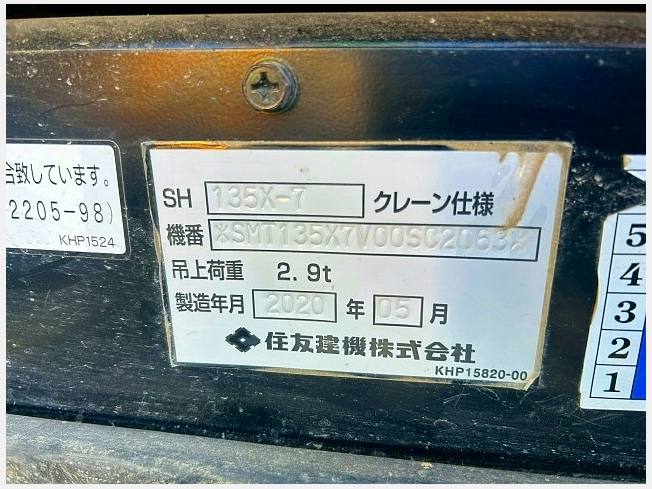 合致しています。
2205-98)
KHP1524
SH 135X-7 クレーン仕様
機番 *SMT135X7V00SC2063*
吊上荷重 2.9t
製造年月 2020 年 05 月
住友建機株式会社
KHP15820-00
5
4
3
2
1